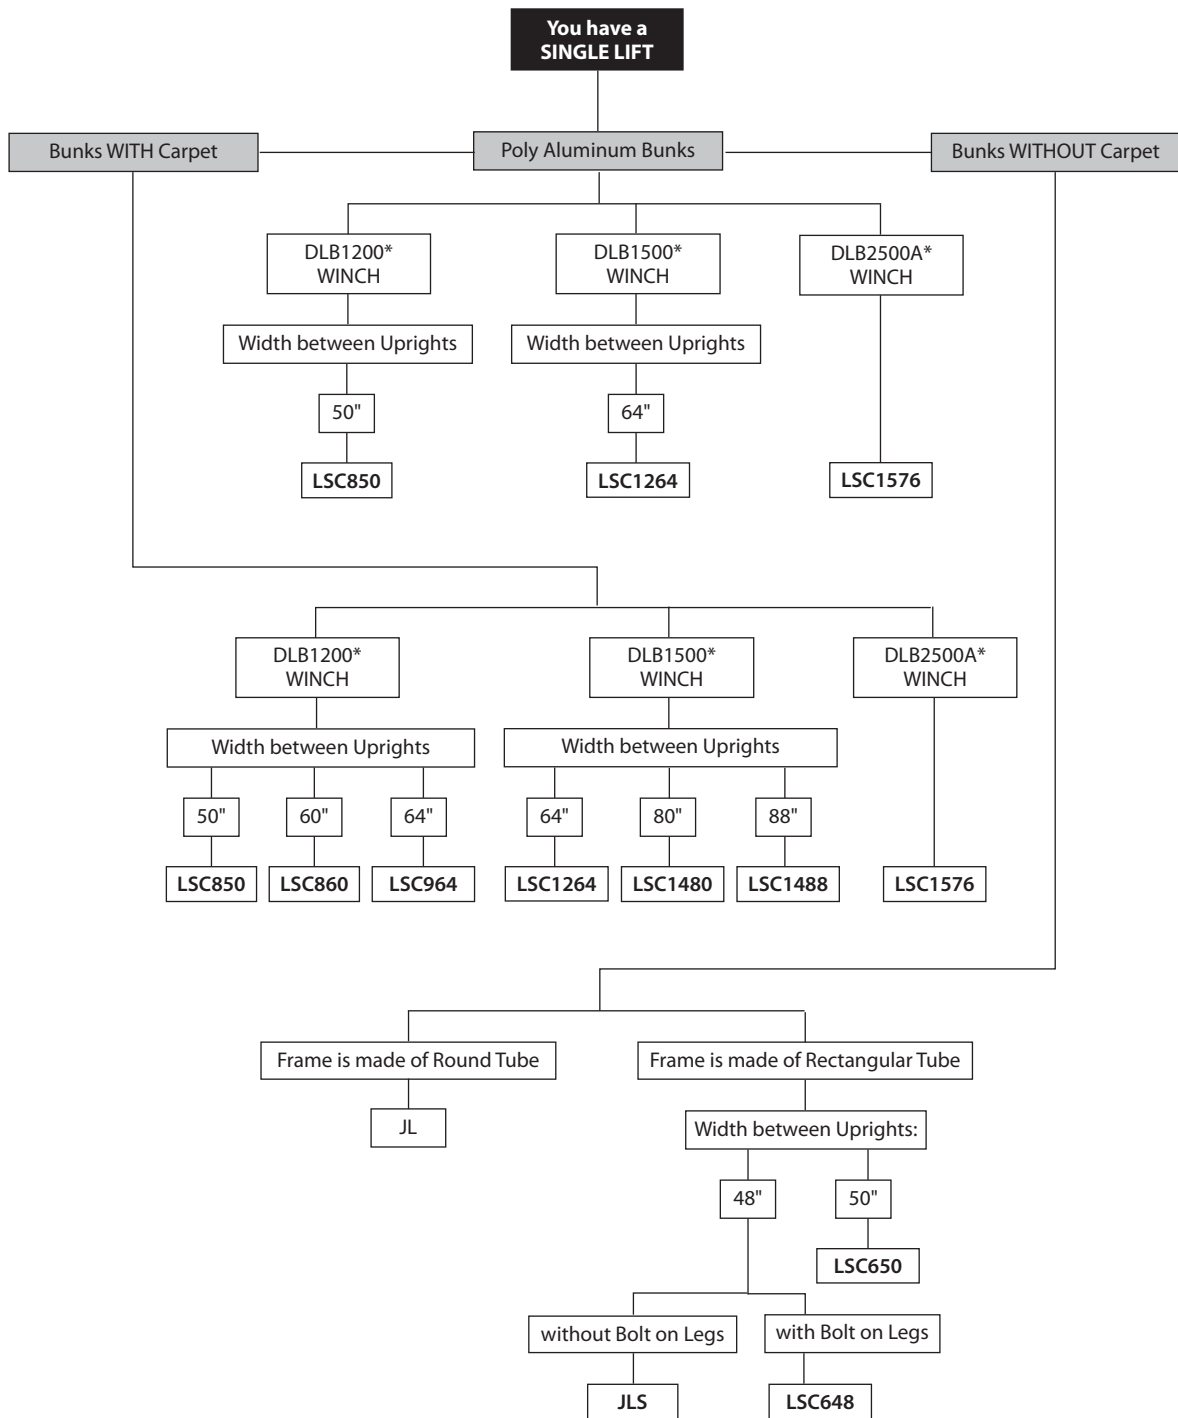 You have a
SINGLE LIFT
Bunks WITH Carpet
Poly Aluminum Bunks
Bunks WITHOUT Carpet
DLB1200*
WINCH
DLB1500*
WINCH
DLB2500A*
WINCH
Width between Uprights
Width between Uprights
50"
64"
LSC850
LSC1264
LSC1576
DLB1200*
WINCH
DLB1500*
WINCH
DLB2500A*
WINCH
Width between Uprights
Width between Uprights
50"
60"
64"
64"
80"
88"
LSC850
LSC860
LSC964
LSC1264
LSC1480
LSC1488
LSC1576
Frame is made of Round Tube
Frame is made of Rectangular Tube
JL
Width between Uprights:
48"
50"
LSC650
without Bolt on Legs
with Bolt on Legs
JLS
LSC648